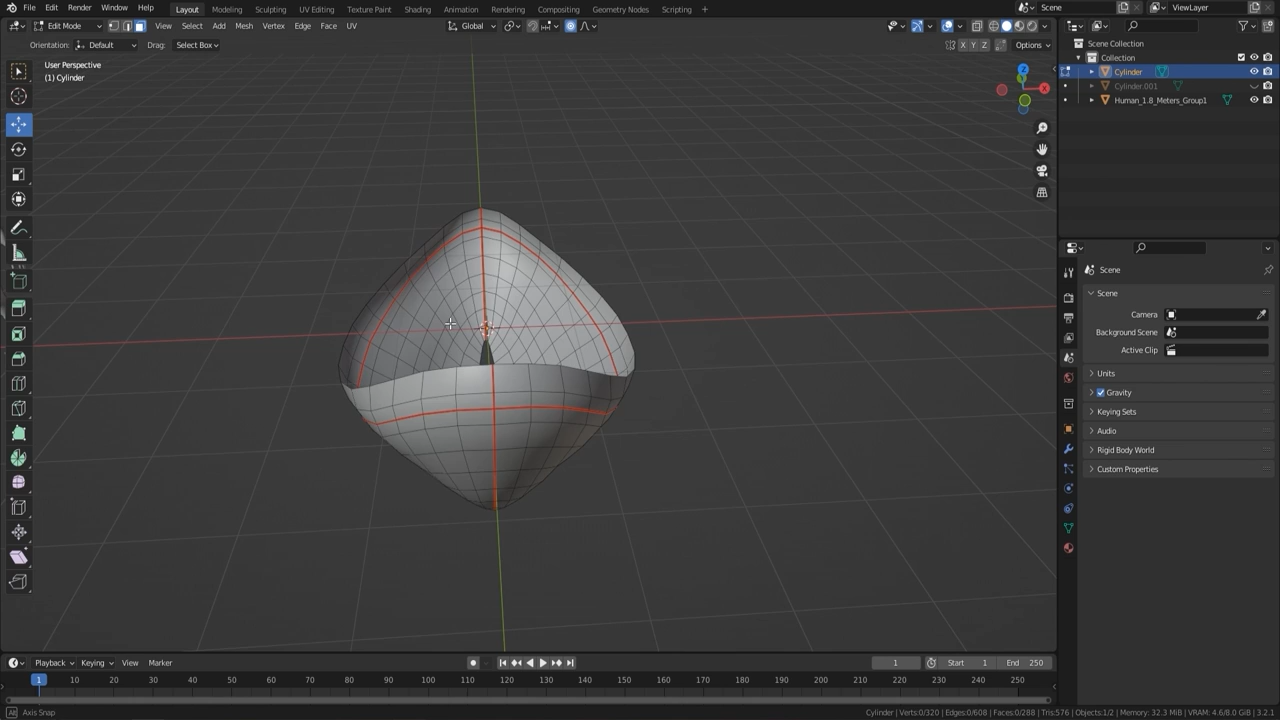 File Edit Render Window Help Layout Modeling Sculpting UV Editing Texture Paint Shading Animation Rendering Compositing Geometry Nodes Scripting + Scene ViewLayer
Edit Mode View Select Add Mesh Vertex Edge Face UV Global
Orientation: Default Drag: Select Box X Y Z Options
User Perspective
(1) Cylinder
Z
X
Scene Collection
Collection
Cylinder
Cylinder.001
Human_1.8_Meters_Group1
Scene
Scene
Camera
Background Scene
Active Clip
Units
Gravity
Keying Sets
Audio
Rigid Body World
Custom Properties
Playback Keying View Marker 1 Start 1 End 250
1 10 20 30 40 50 60 70 80 90 100 110 120 130 140 150 160 170 180 190 200 210 220 230 240 250
Axis Snap Cylinder | Verts:0/320 | Edges:0/608 | Faces:0/288 | Tris:576 | Objects:1/2 | Memory: 32.3 MiB | VRAM: 4.6/8.0 GiB | 3.2.1